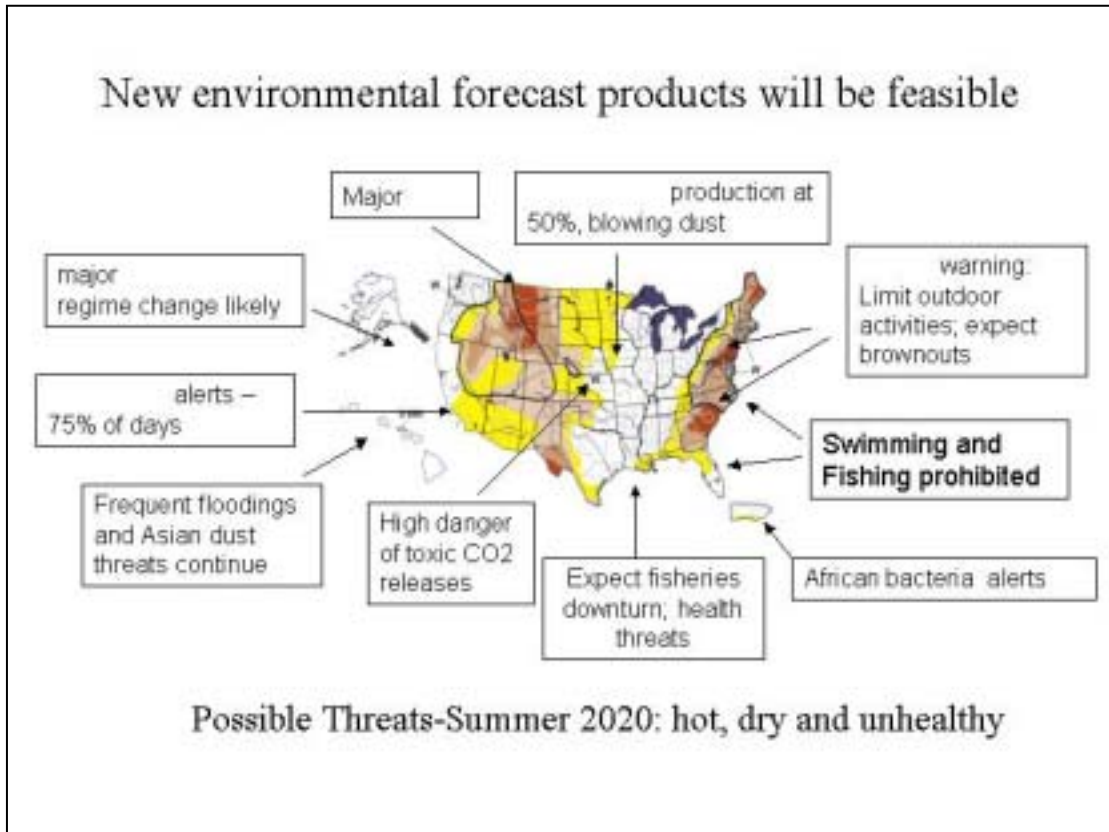 New environmental forecast products will be feasible
Major
production at
50%, blowing dust
major
regime change likely
warning:
Limit outdoor
activities; expect
brownouts
alerts –
75% of days
Swimming and
Fishing prohibited
Frequent floodings
and Asian dust
threats continue
High danger
of toxic CO2
releases
Expect fisheries
downturn; health
threats
African bacteria alerts
Possible Threats-Summer 2020: hot, dry and unhealthy